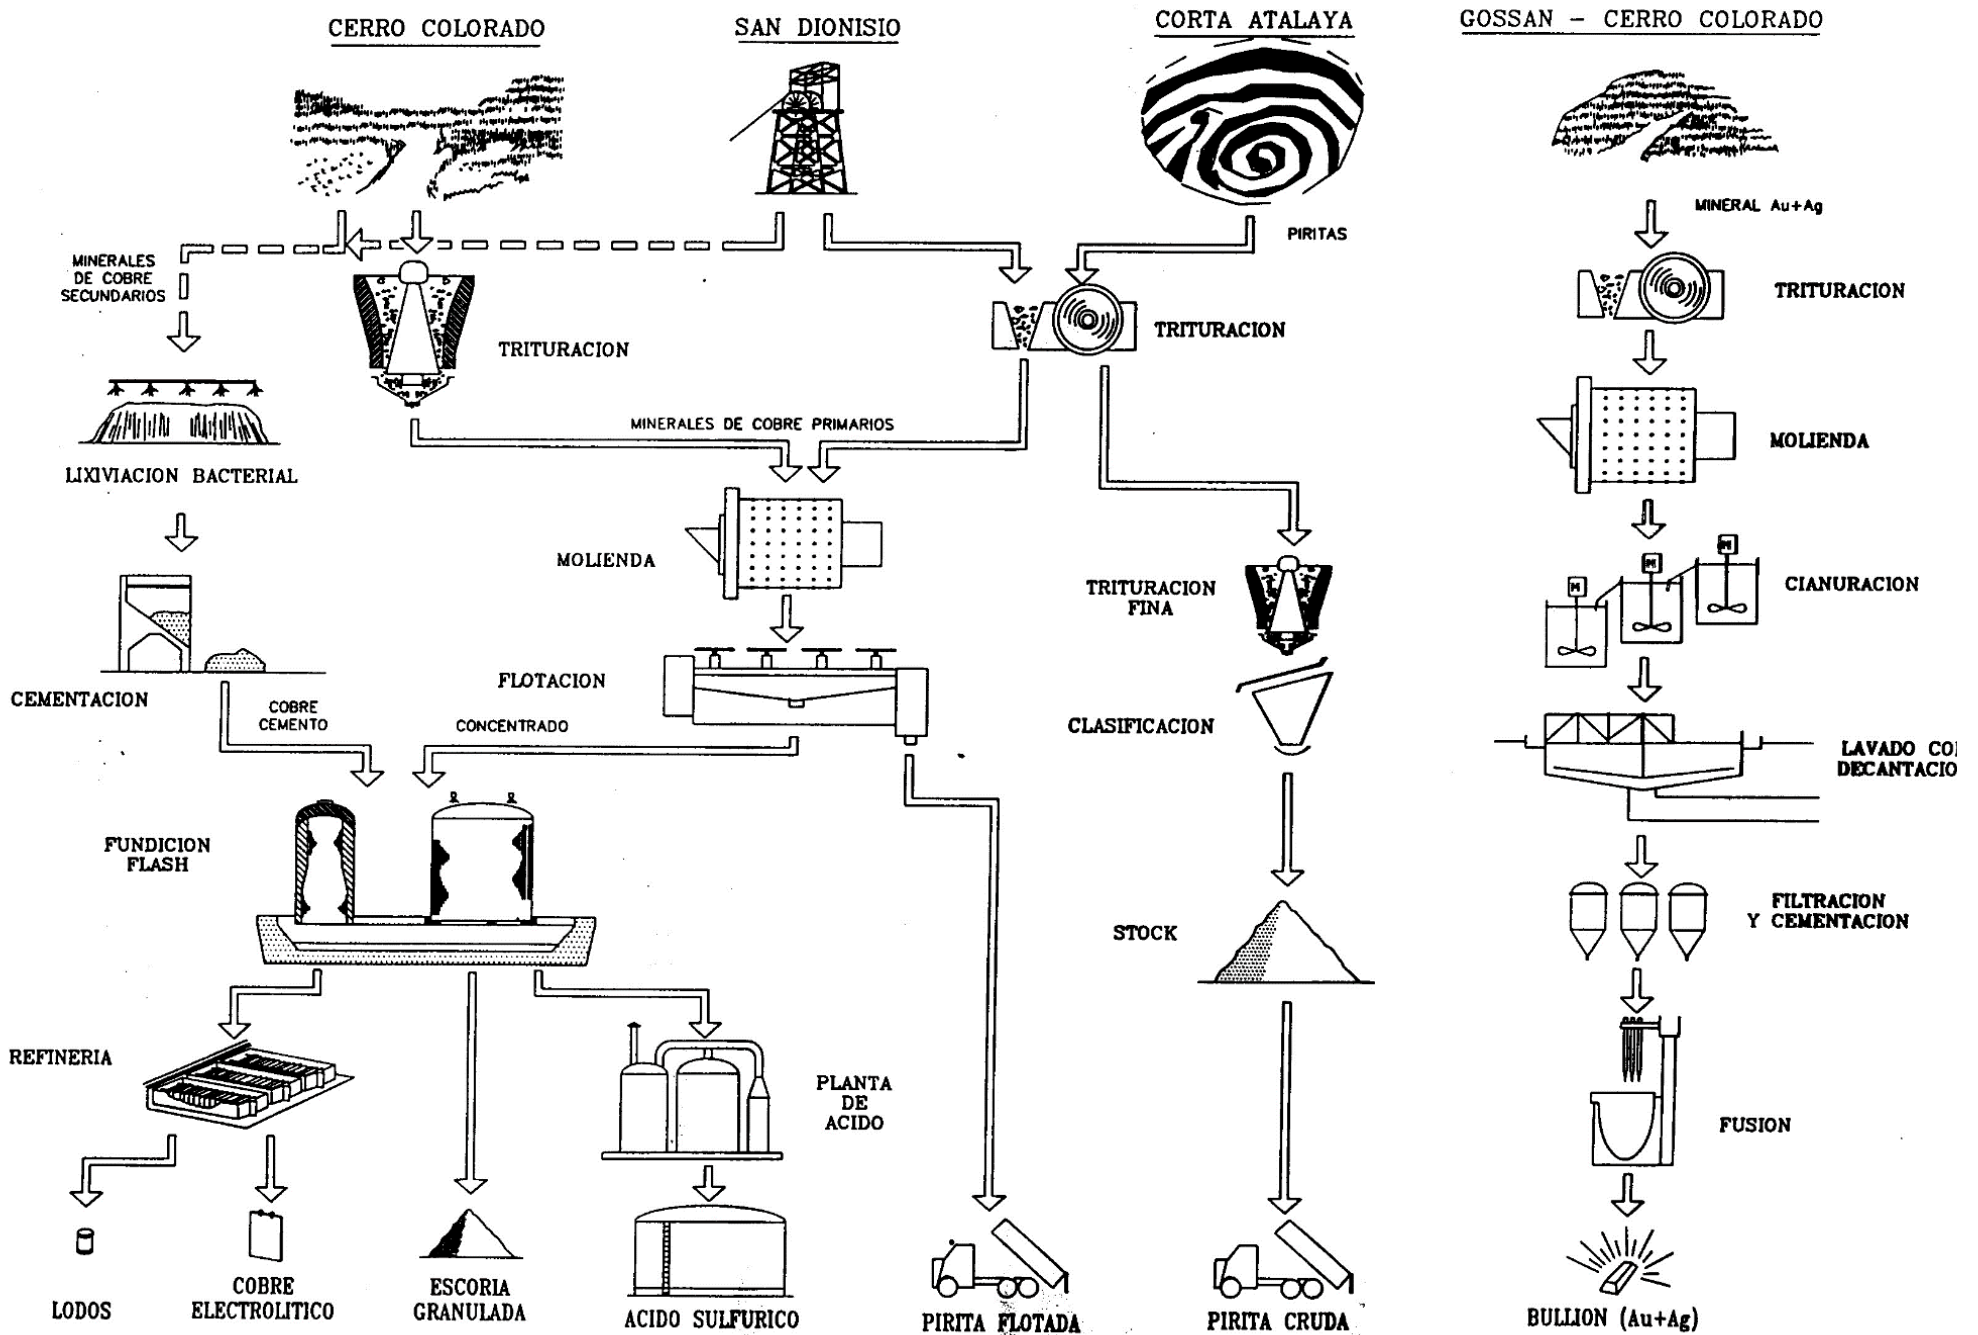 CERRO COLORADO
SAN DIONISIO
CORTA ATALAYA
GOSSAN - CERRO COLORADO
MINERALES
DE COBRE
SECUNDARIOS
PIRITAS
MINERAL Au+Ag
TRITURACION
TRITURACION
TRITURACION
MINERALES DE COBRE PRIMARIOS
LIXIVIACION BACTERIAL
MOLIENDA
MOLIENDA
TRITURACION
FINA
M
M
M
CIANURACION
CEMENTACION
COBRE
CEMENTO
FLOTACION
CONCENTRADO
CLASIFICACION
LAVADO CO
DECANTACIO
FUNDICION
FLASH
STOCK
FILTRACION
Y CEMENTACION
REFINERIA
PLANTA
DE
ACIDO
FUSION
LODOS
COBRE
ELECTROLITICO
ESCORIA
GRANULADA
ACIDO SULFURICO
PIRITA FLOTADA
PIRITA CRUDA
BULLION (Au+Ag)